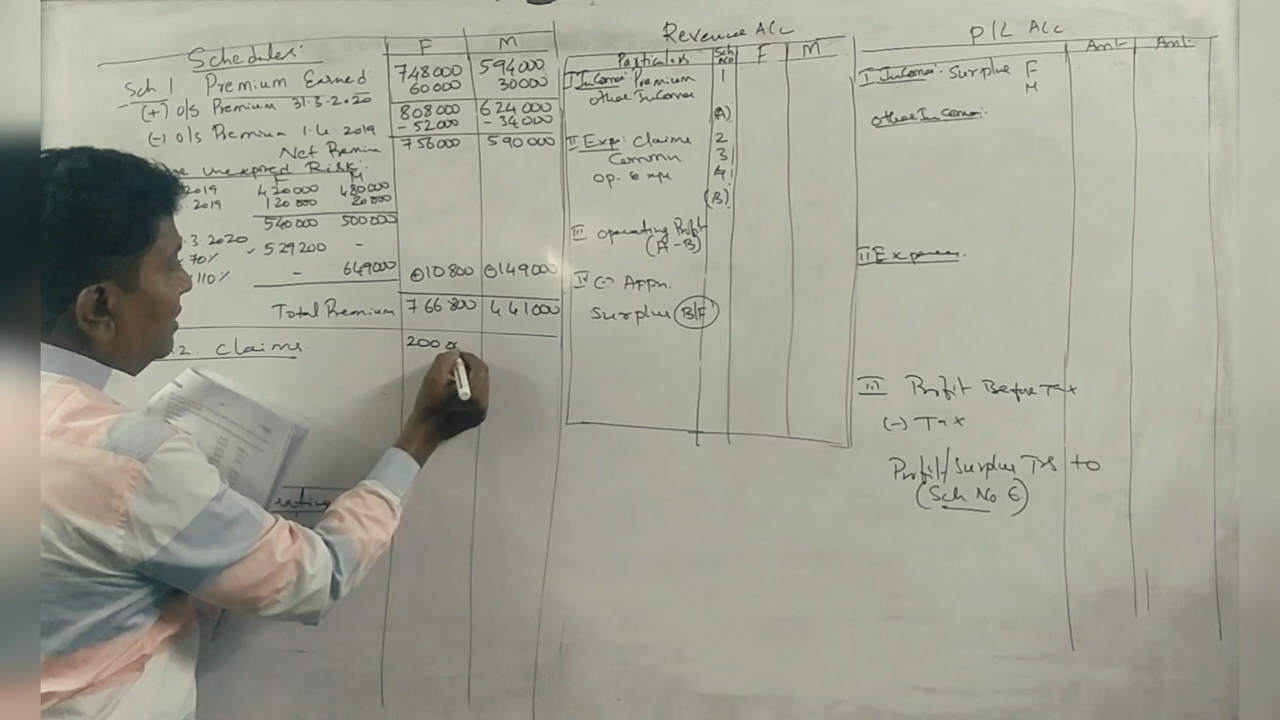 Schedules:
F M
Sch 1 Premium Earned 748000 594000
(+) o/s Premium 31.3.2020 60000 30000
808000 624000
(-) o/s Premium 1.4.2019 - 52000 - 34000
Net Premium 756000 590000
unexpired Risk:
F M
2019 420000 480000
.2019 120000 20000
540000 500000
.3.2020
70% - 529200 -
110% - 649000 ⊕10800 ⊖149000
Total Premium 766800 441000
2. Claims 200
rating
Revenue A/c
Particulars Sch No F M
I Income: Premium 1
other Income
(A)
II Exp: Claims 2
Commn 3
op. exp 4
(B)
III Operating Profit
(A-B)
IV (-) Appn.
Surplus B/F
P/L A/c
Amt Amt
I Income: Surplus F
M
other Income:
II Expenses.
III Profit Before Tax
(-) Tax
Profit/Surplus Trs to
(Sch No 6)